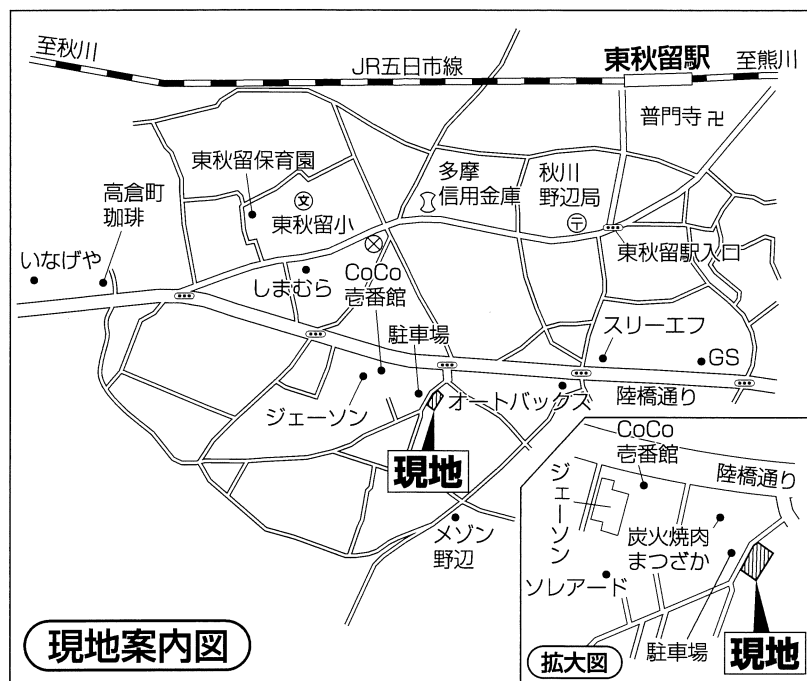 至秋川
JR五日市線
東秋留駅
至熊川
普門寺
東秋留保育園
文
東秋留小
多摩
信用金庫
秋川
野辺局
〒
高倉町
珈琲
いなげや
しまむら
CoCo
壱番館
東秋留駅入口
駐車場
スリーエフ
GS
ジェーソン
オートバックス
陸橋通り
現地
メゾン
野辺
現地案内図
CoCo
壱番館
陸橋通り
ジェーソン
炭火焼肉
まつざか
ソレアード
駐車場
現地
拡大図